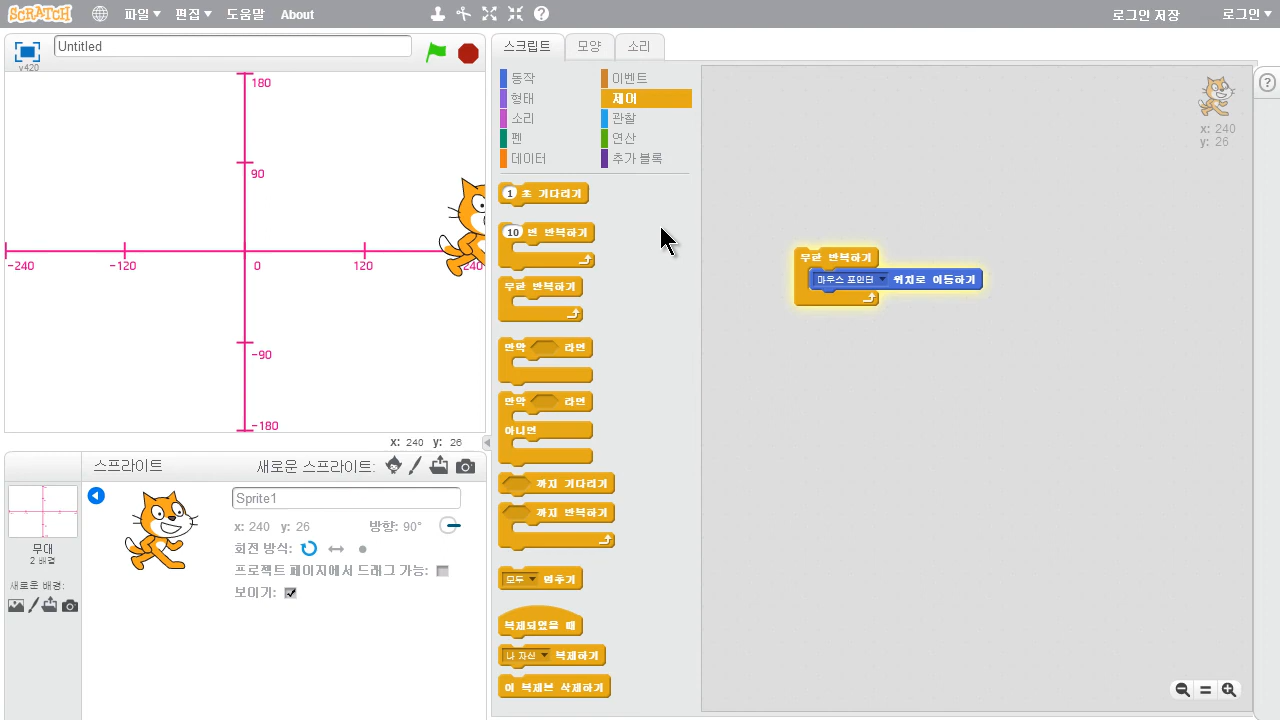 SCRATCH 파일 편집 도움말 About 로그인 저장 로그인
v420
Untitled
스크립트 모양 소리
180
90
-240 -120 0 120 240
-90
-180
x: 240 y: 26
동작 이벤트
형태 제어
소리 관찰
펜 연산
데이터 추가 블록
1 초 기다리기
10 번 반복하기
무한 반복하기
만약 라면
만약 라면
아니면
까지 기다리기
까지 반복하기
모두 멈추기
복제되었을 때
나 자신 복제하기
이 복제본 삭제하기
무한 반복하기
마우스 포인터 위치로 이동하기
x: 240
y: 26
스프라이트 새로운 스프라이트:
무대
2 배경
새로운 배경:
Sprite1
x: 240 y: 26 방향: 90°
회전 방식:
프로젝트 페이지에서 드래그 가능:
보이기: